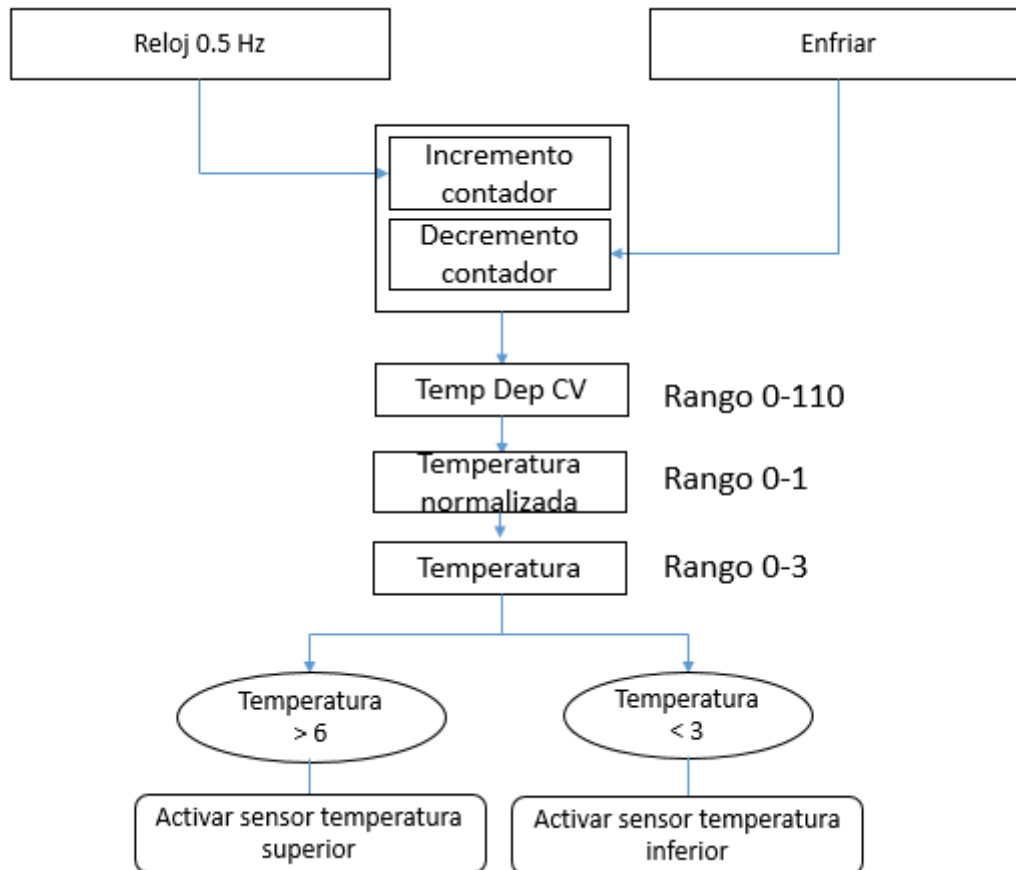 Reloj 0.5 Hz
Enfriar
Incremento
contador
Decremento
contador
Temp Dep CV
Rango 0-110
Temperatura
normalizada
Rango 0-1
Temperatura
Rango 0-3
Temperatura
> 6
Temperatura
< 3
Activar sensor temperatura
superior
Activar sensor temperatura
inferior